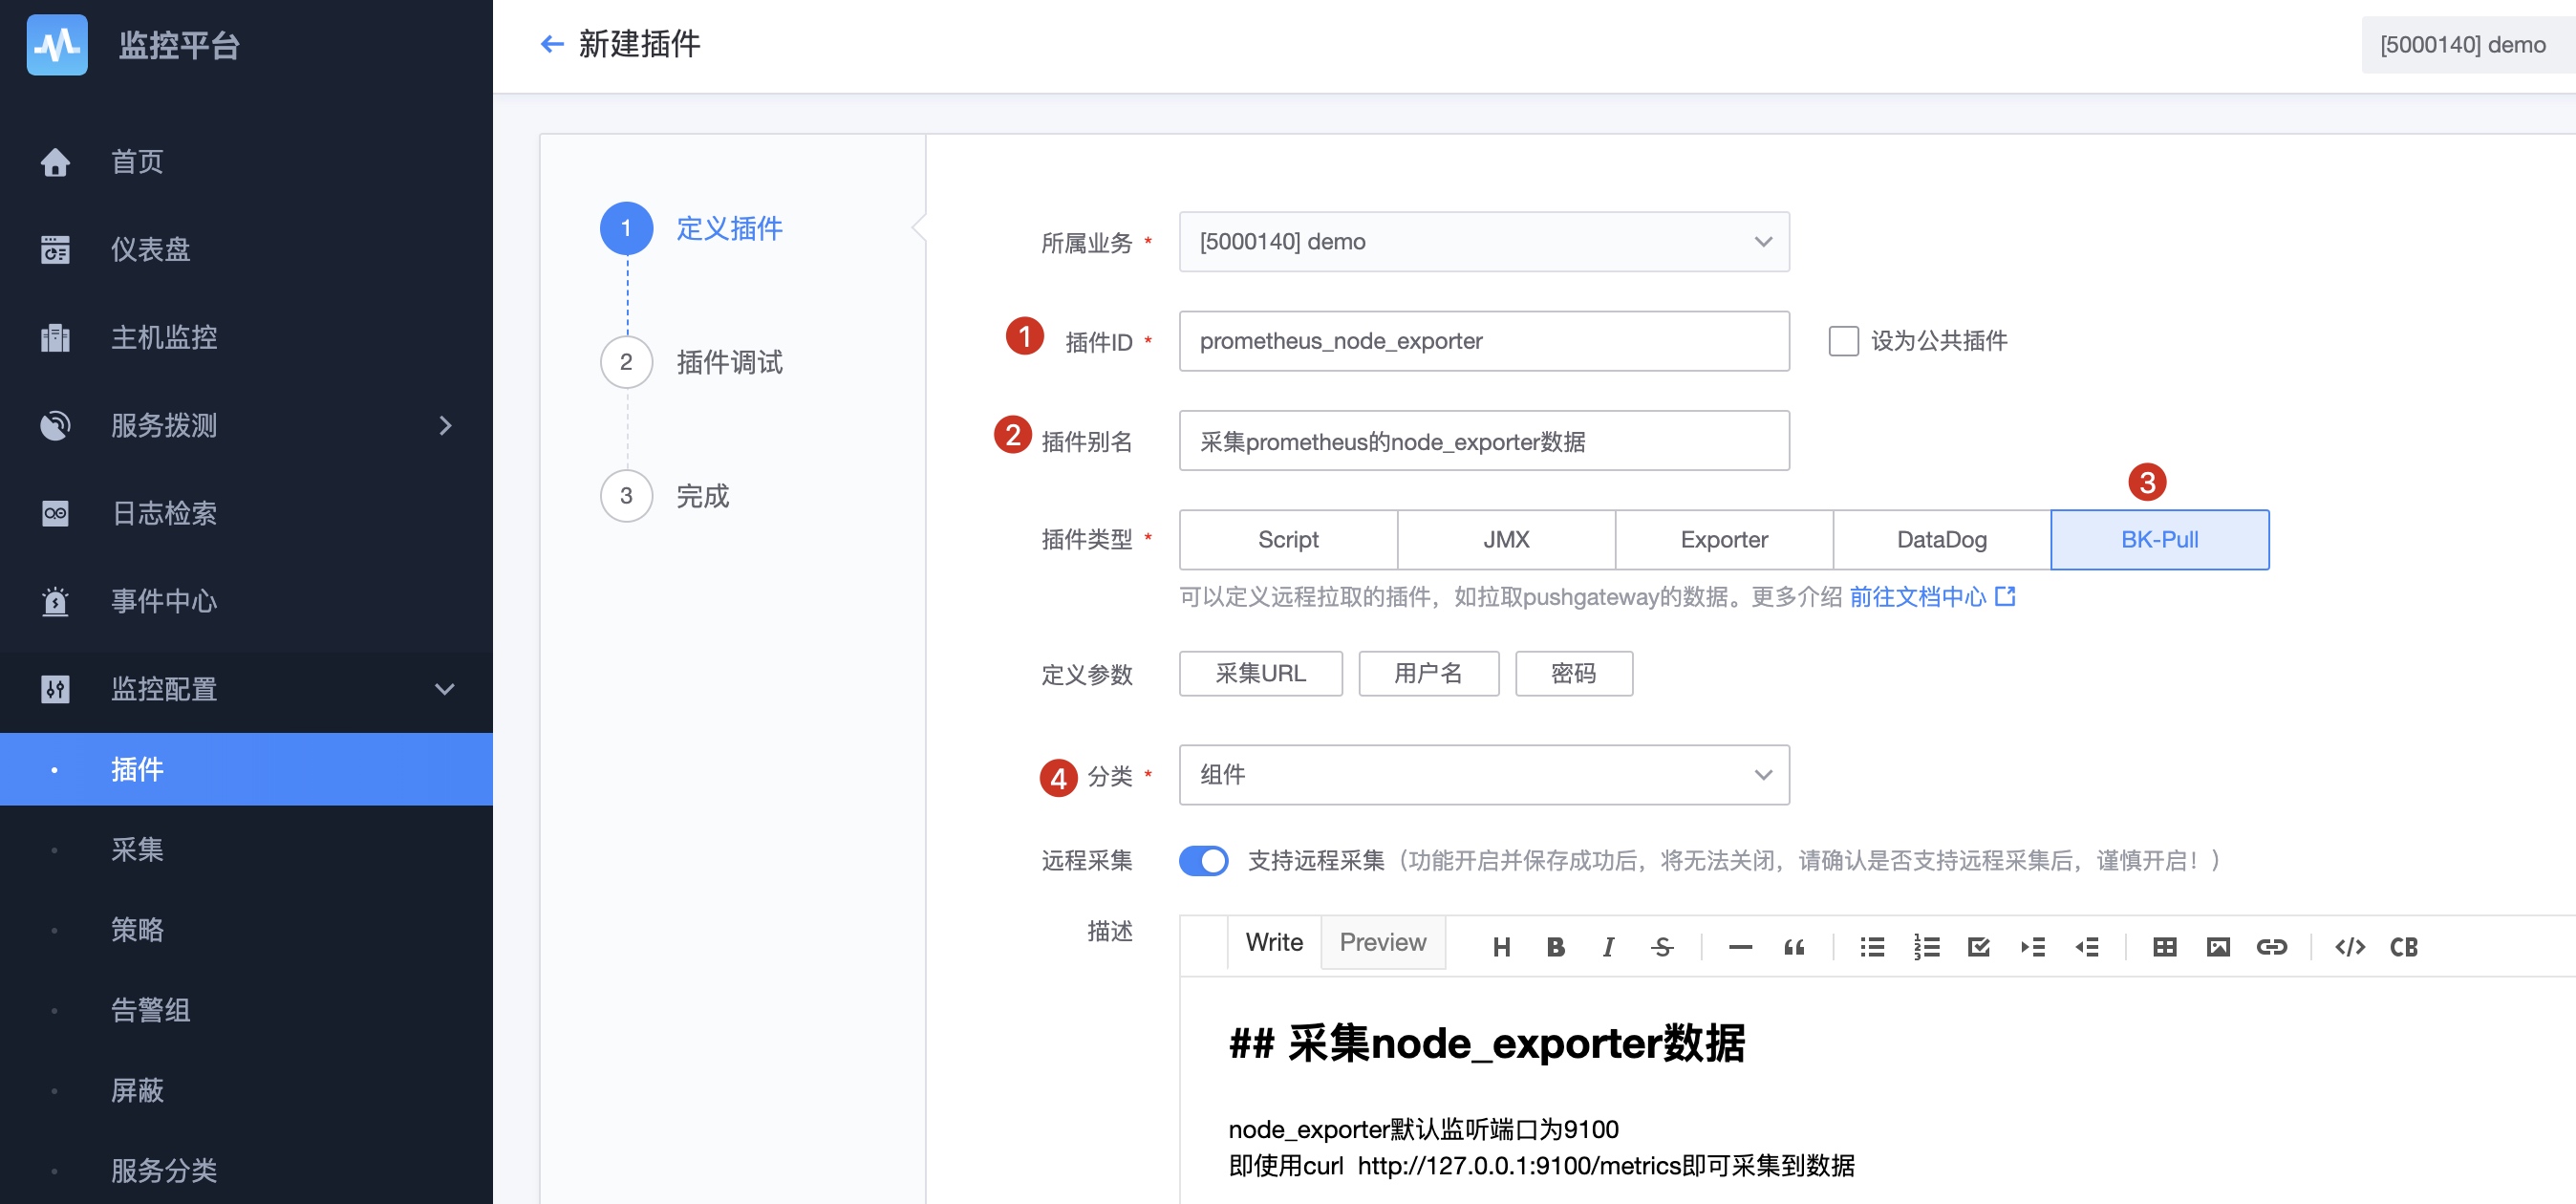 监控平台
新建插件
[5000140] demo
首页
仪表盘
主机监控
服务拨测
日志检索
事件中心
监控配置
插件
采集
策略
告警组
屏蔽
服务分类
1 定义插件
2 插件调试
3 完成
所属业务 * [5000140] demo
1 插件ID * prometheus_node_exporter 设为公共插件
2 插件别名 采集prometheus的node_exporter数据
3
插件类型 * Script JMX Exporter DataDog BK-Pull
可以定义远程拉取的插件，如拉取pushgateway的数据。更多介绍 前往文档中心
定义参数 采集URL 用户名 密码
4 分类 * 组件
远程采集 支持远程采集（功能开启并保存成功后，将无法关闭，请确认是否支持远程采集后，谨慎开启！）
描述 Write Preview H B I S CB
## 采集node_exporter数据
node_exporter默认监听端口为9100
即使用curl  http://127.0.0.1:9100/metrics即可采集到数据